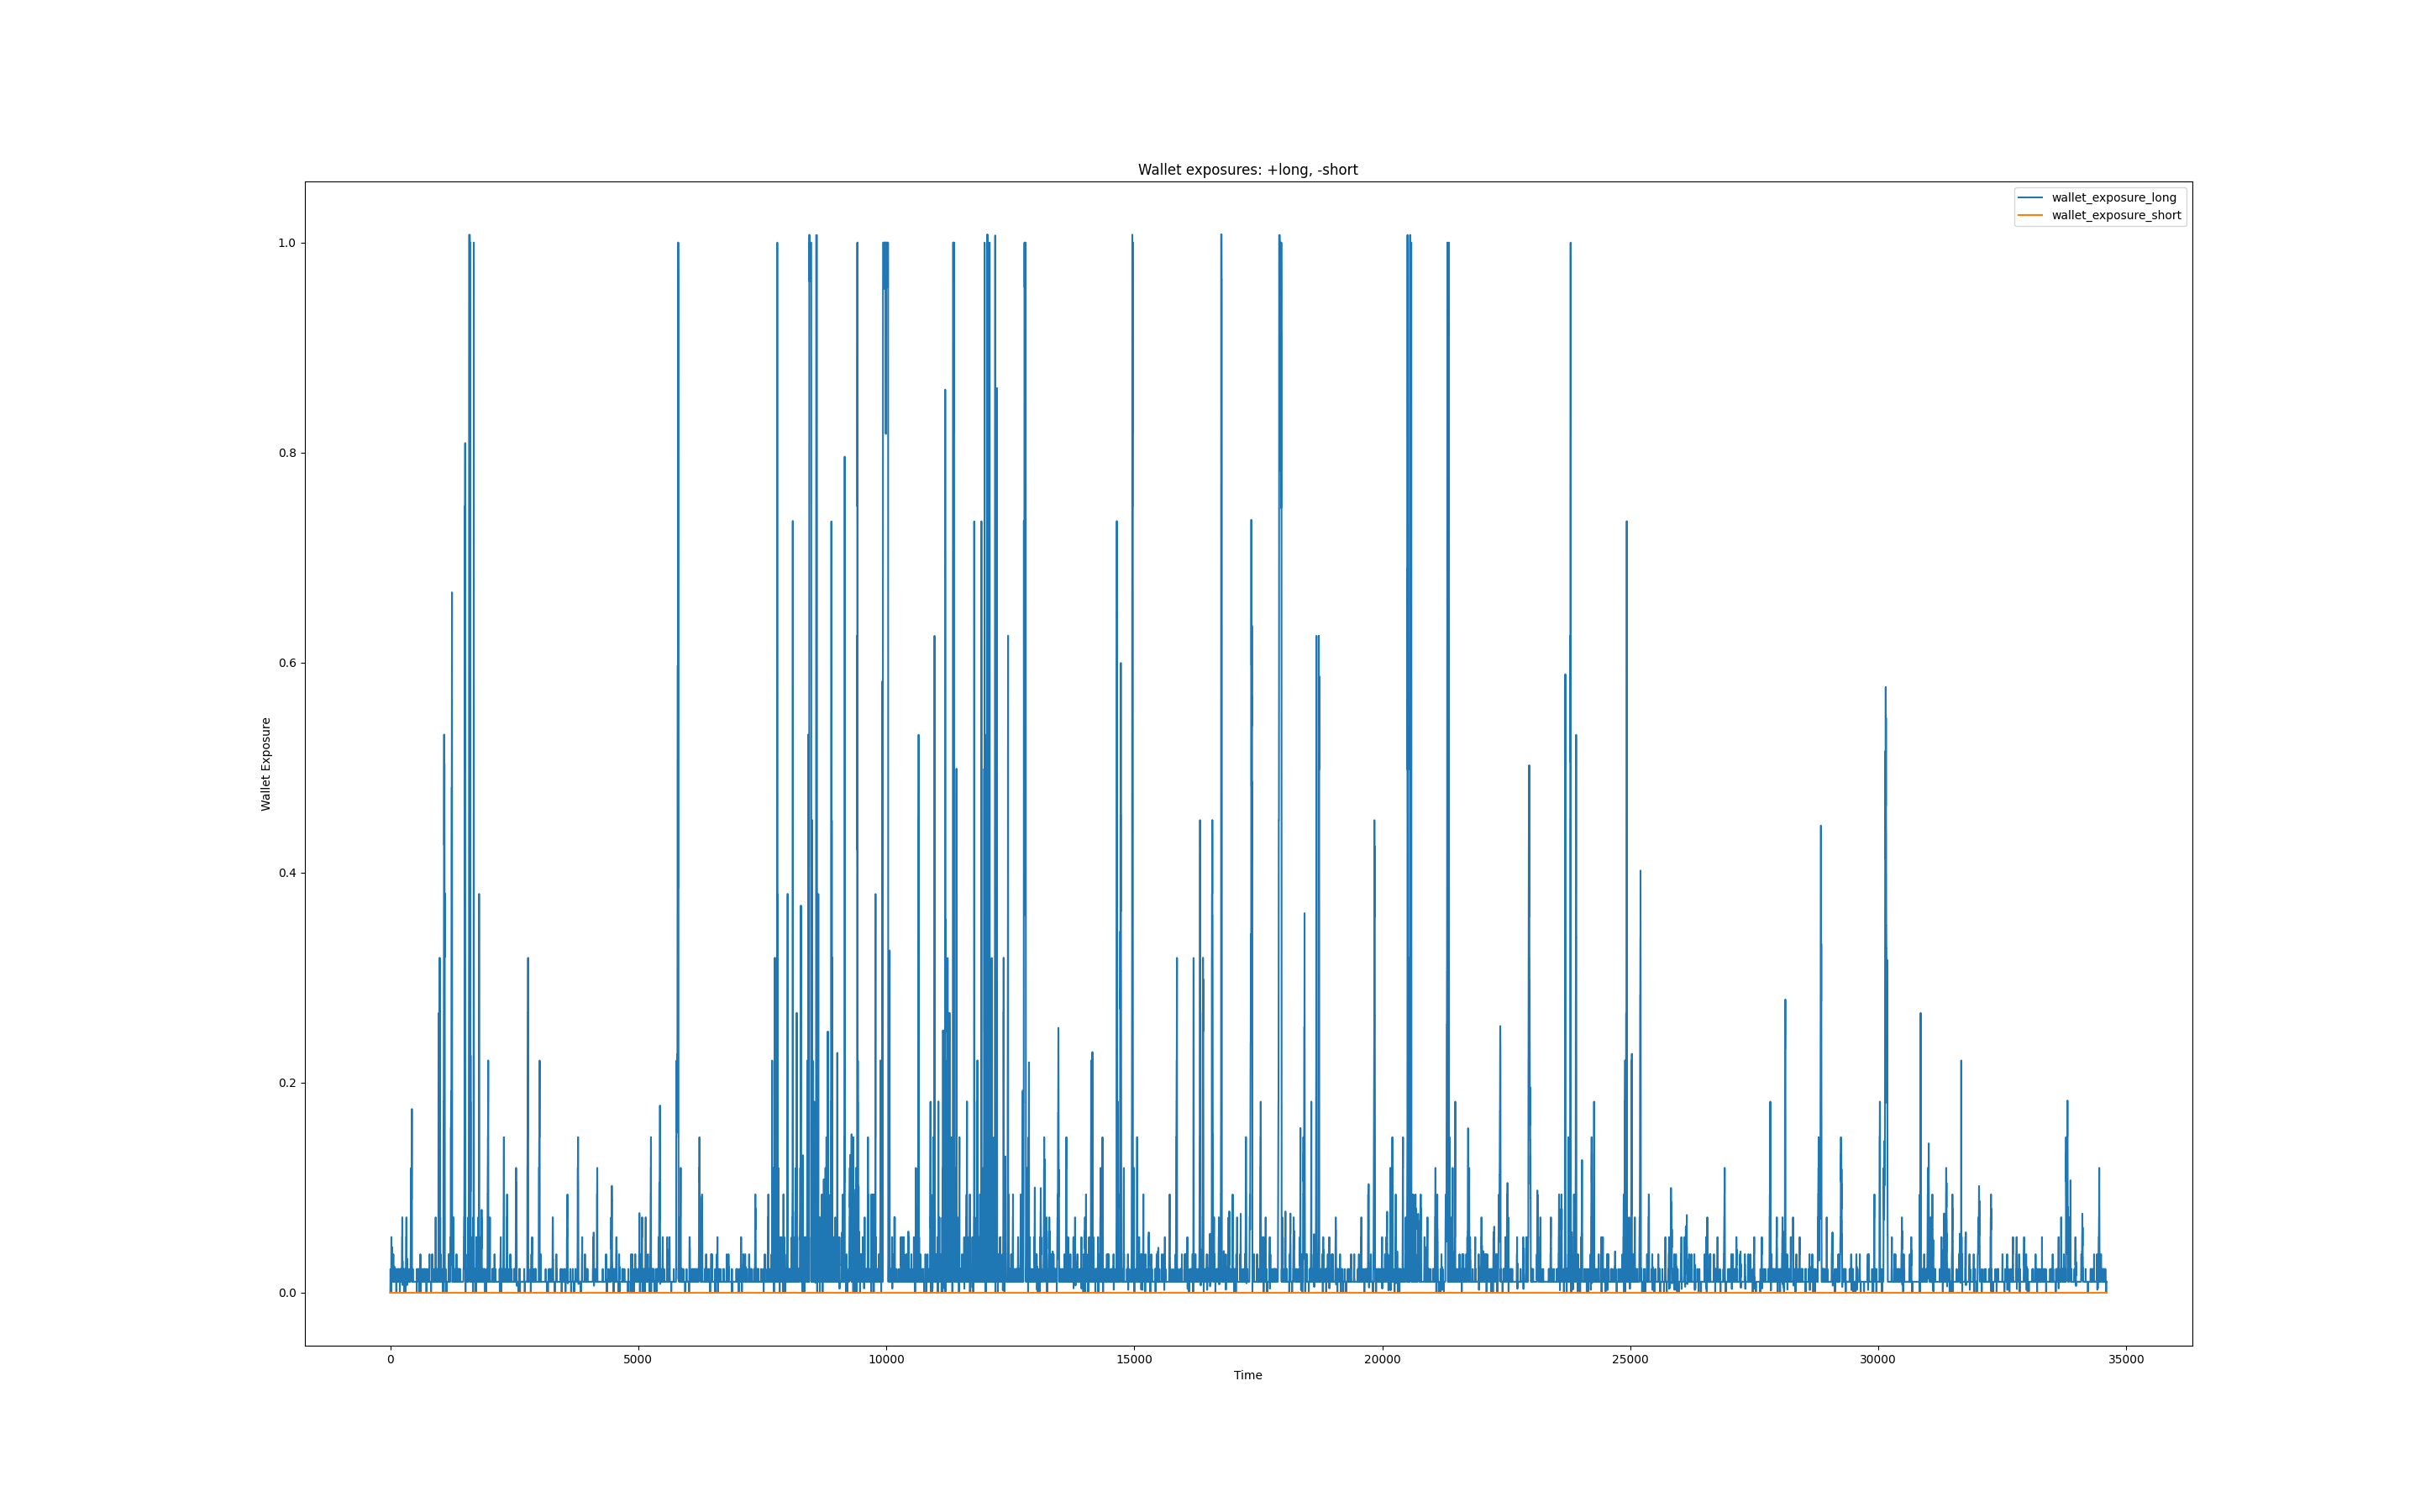 Wallet exposures: +long, -short
wallet_exposure_long
wallet_exposure_short
1.0
0.8
0.6
0.4
0.2
0.0
Wallet Exposure
0 5000 10000 15000 20000 25000 30000 35000
Time